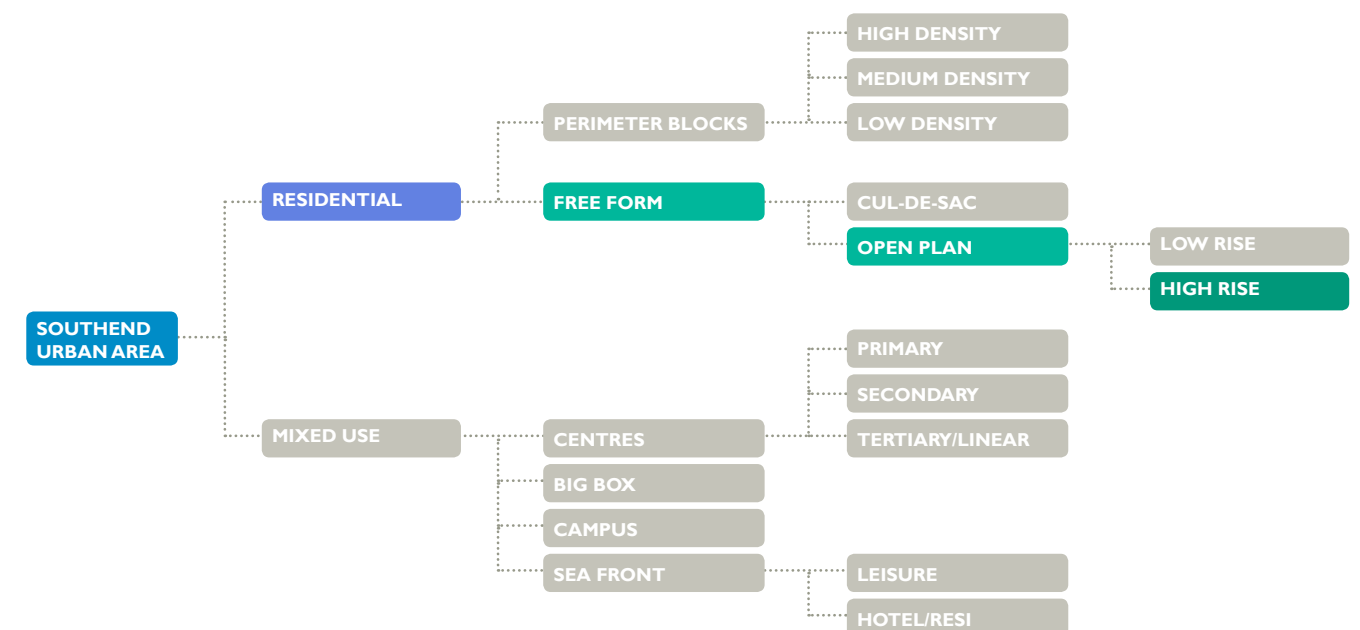 HIGH DENSITY
MEDIUM DENSITY
PERIMETER BLOCKS
LOW DENSITY
RESIDENTIAL
FREE FORM
CUL-DE-SAC
OPEN PLAN
LOW RISE
HIGH RISE
SOUTHEND
URBAN AREA
PRIMARY
SECONDARY
MIXED USE
CENTRES
TERTIARY/LINEAR
BIG BOX
CAMPUS
SEA FRONT
LEISURE
HOTEL/RESI